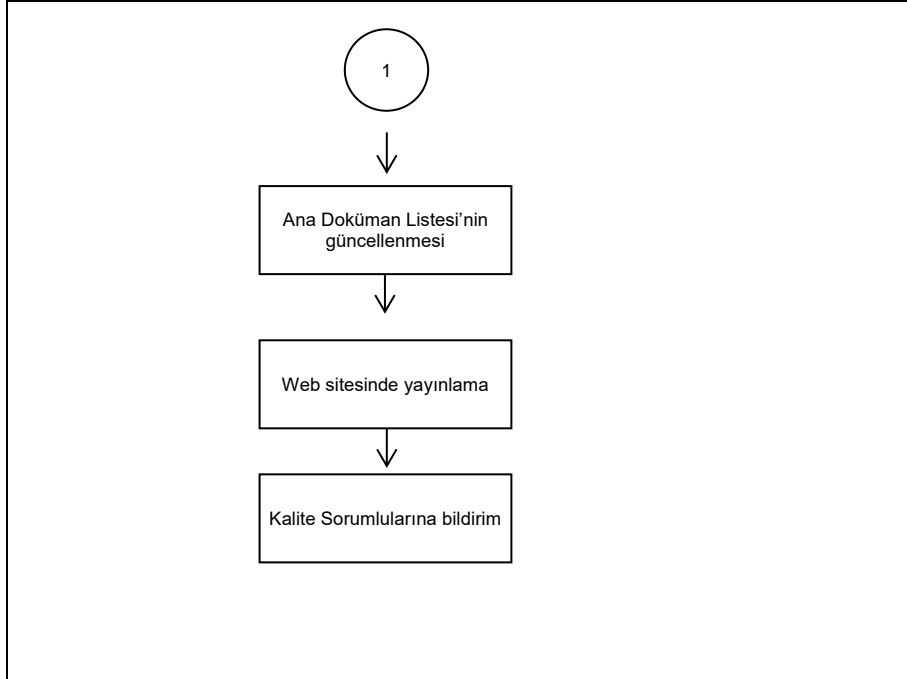 1
Ana Doküman Listesi’nin
güncellenmesi
Web sitesinde yayınlama
Kalite Sorumlularına bildirim